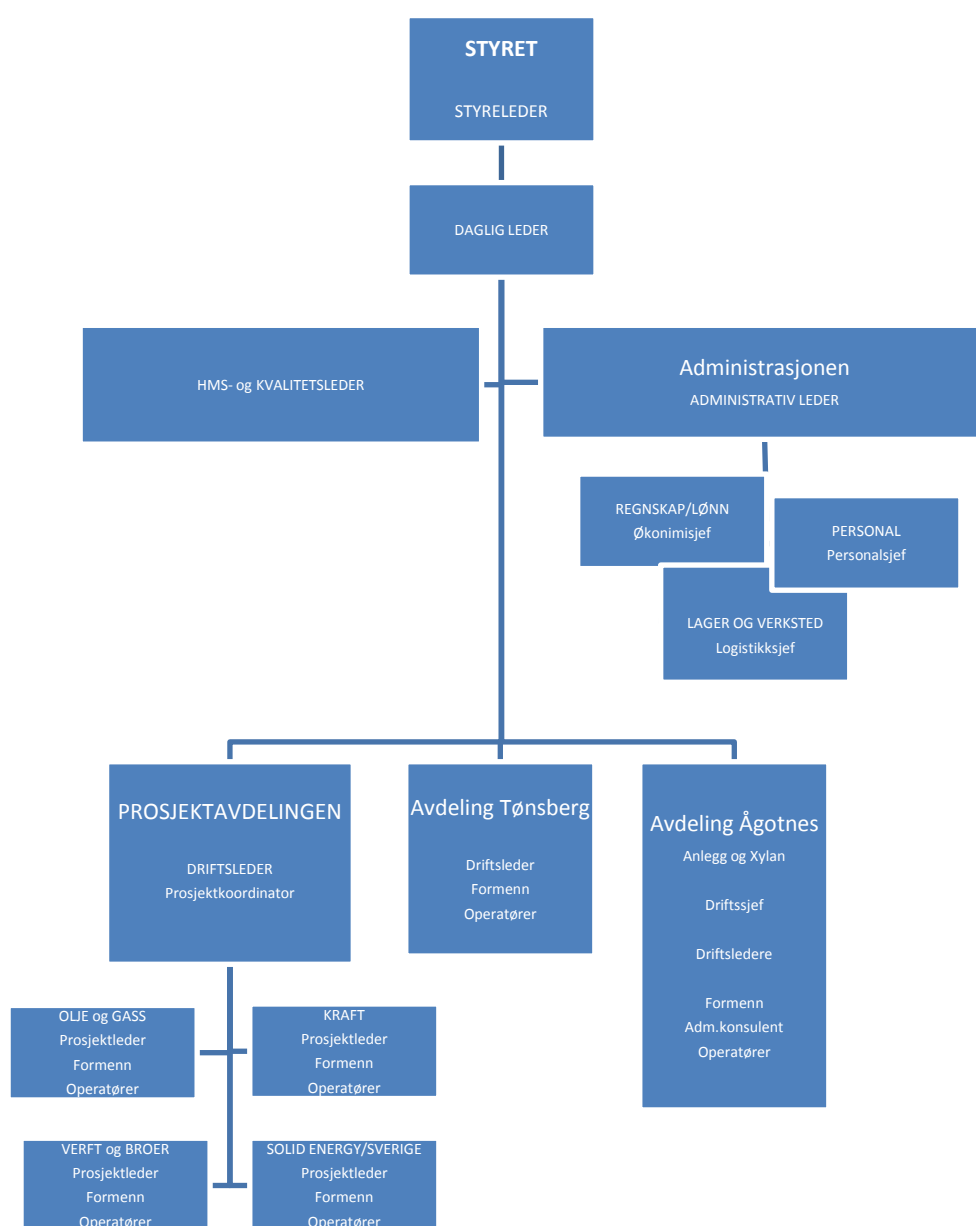 STYRET
STYRELEDER
DAGLIG LEDER
HMS- og KVALITETSLEDER
Administrasjonen
ADMINISTRATIV LEDER
REGNSKAP/LØNN
Økonimisjef
PERSONAL
Personalsjef
LAGER OG VERKSTED
Logistikksjef
PROSJEKTAVDELINGEN
DRIFTSLEDER
Prosjektkoordinator
Avdeling Tønsberg
Driftsleder
Formenn
Operatører
Avdeling Ågotnes
Anlegg og Xylan
Driftssjef
Driftsledere
Formenn
Adm.konsulent
Operatører
OLJE og GASS
Prosjektleder
Formenn
Operatører
KRAFT
Prosjektleder
Formenn
Operatører
VERFT og BROER
Prosjektleder
Formenn
Operatører
SOLID ENERGY/SVERIGE
Prosjektleder
Formenn
Operatører